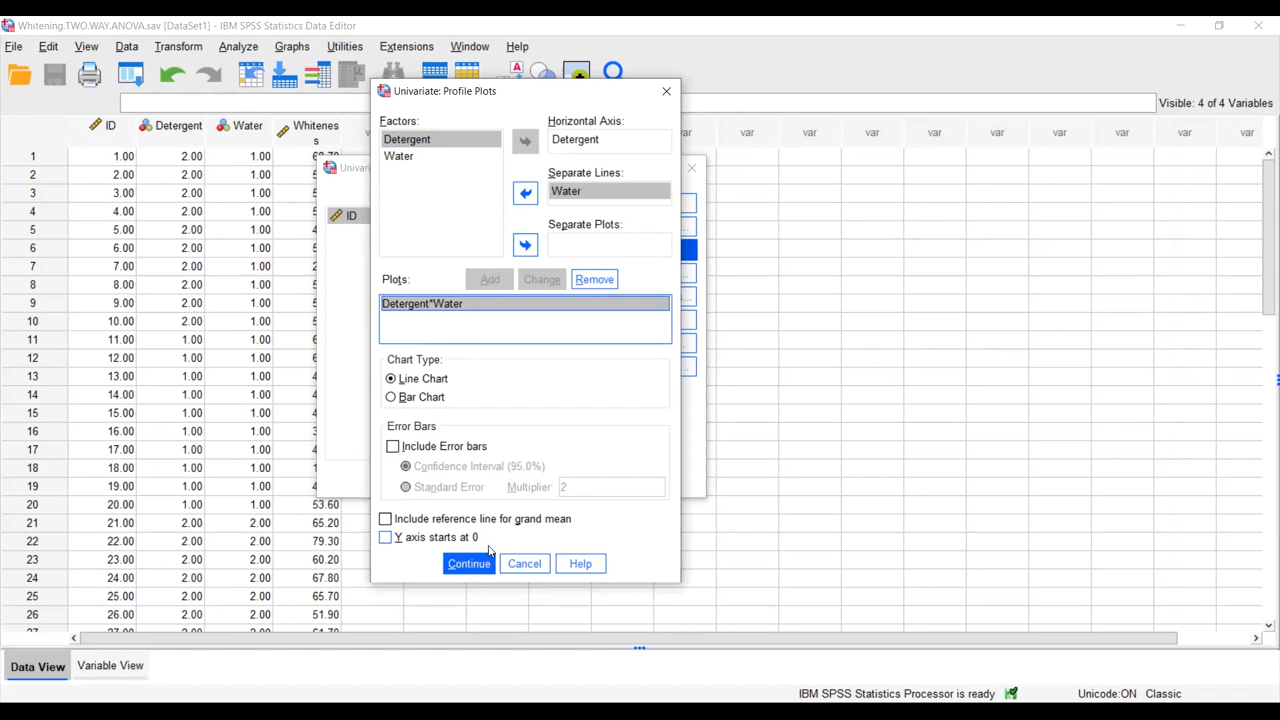 Whitening.TWO.WAY.ANOVA.sav [DataSet1] - IBM SPSS Statistics Data Editor
File Edit View Data Transform Analyze Graphs Utilities Extensions Window Help
Visible: 4 of 4 Variables
ID Detergent Water Whitenes
s
var var var var var var var var
1 1.00 2.00 1.00
2 2.00 2.00 1.00
3 3.00 2.00 1.00
4 4.00 2.00 1.00
5 5.00 2.00 1.00
6 6.00 2.00 1.00
7 7.00 2.00 1.00
8 8.00 2.00 1.00
9 9.00 2.00 1.00
10 10.00 2.00 1.00
11 11.00 1.00 1.00
12 12.00 1.00 1.00
13 13.00 1.00 1.00
14 14.00 1.00 1.00
15 15.00 1.00 1.00
16 16.00 1.00 1.00
17 17.00 1.00 1.00
18 18.00 1.00 1.00
19 19.00 1.00 1.00
20 20.00 1.00 1.00 53.60
21 21.00 2.00 2.00 65.20
22 22.00 2.00 2.00 79.30
23 23.00 2.00 2.00 60.20
24 24.00 2.00 2.00 67.80
25 25.00 2.00 2.00 65.70
26 26.00 2.00 2.00 51.90
ID
Univariate: Profile Plots
Factors:
Detergent
Water
Horizontal Axis:
Detergent
Separate Lines:
Water
Separate Plots:
Plots: Add Change Remove
Detergent*Water
Chart Type:
Line Chart
Bar Chart
Error Bars
Include Error bars
Confidence Interval (95.0%)
Standard Error Multiplier: 2
Include reference line for grand mean
Y axis starts at 0
Continue Cancel Help
Data View Variable View
IBM SPSS Statistics Processor is ready Unicode:ON Classic